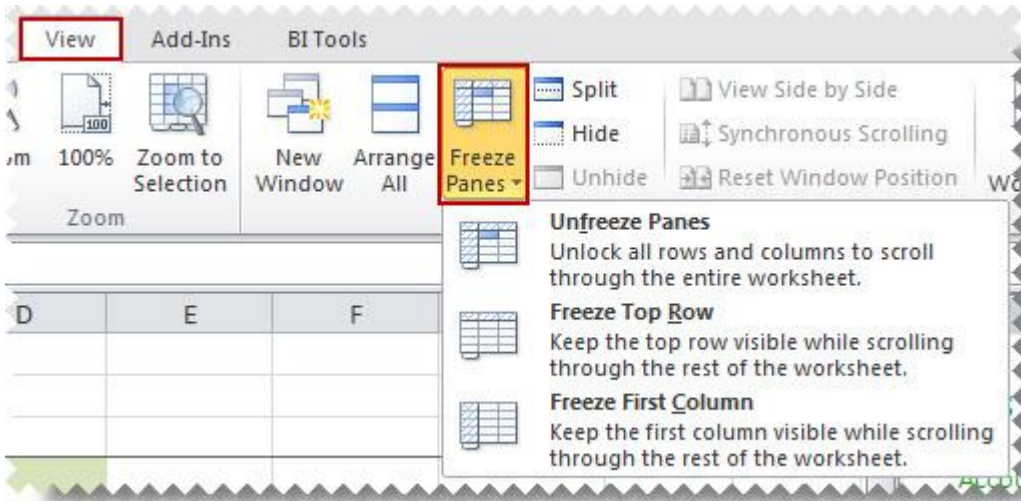 View Add-Ins BI Tools
Split View Side by Side
100
Hide Synchronous Scrolling
100% Zoom to New Arrange Freeze
Selection Window All Panes Unhide Reset Window Position
Zoom
Unfreeze Panes
Unlock all rows and columns to scroll
through the entire worksheet.
D E F
Freeze Top Row
Keep the top row visible while scrolling
through the rest of the worksheet.
Freeze First Column
Keep the first column visible while scrolling
through the rest of the worksheet.